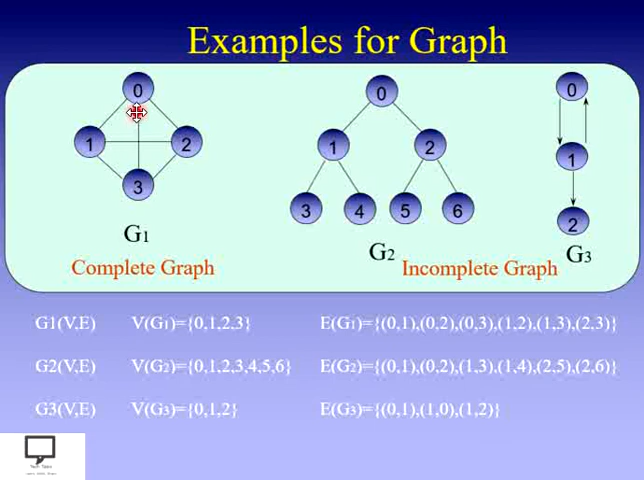 Examples for Graph
0
1
2
3
G1
Complete Graph
0
1
2
3
4
5
6
G2
Incomplete Graph
0
1
2
G3
G1(V,E) V(G1)={0,1,2,3} E(G1)={(0,1),(0,2),(0,3),(1,2),(1,3),(2,3)}
G2(V,E) V(G2)={0,1,2,3,4,5,6} E(G2)={(0,1),(0,2),(1,3),(1,4),(2,5),(2,6)}
G3(V,E) V(G3)={0,1,2} E(G3)={(0,1),(1,0),(1,2)}